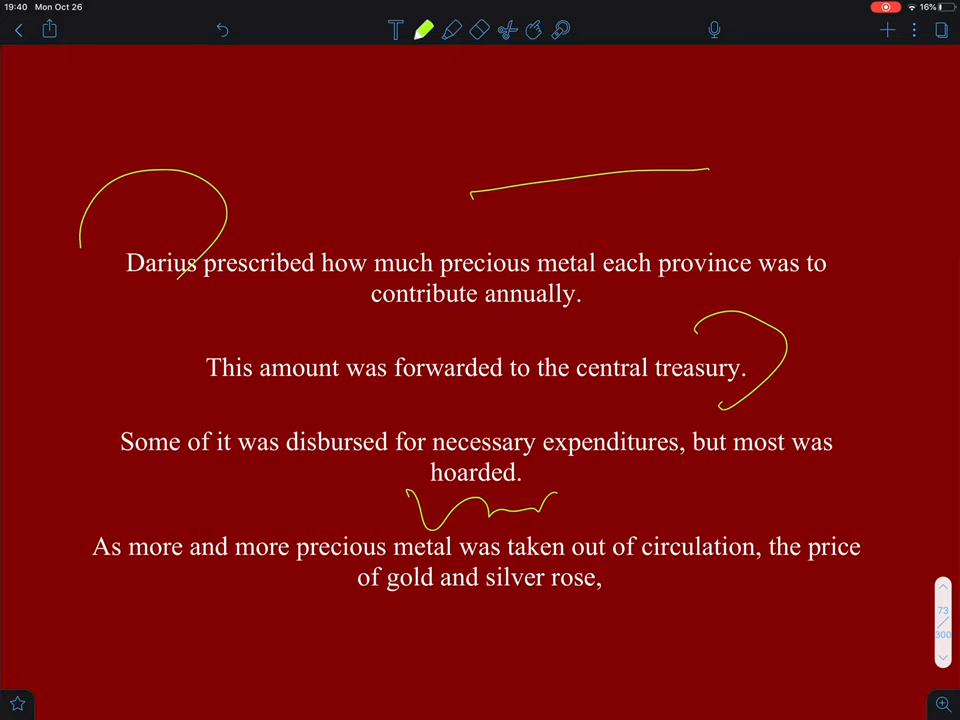 19:40 Mon Oct 26
16%
T
Darius prescribed how much precious metal each province was to
contribute annually.
This amount was forwarded to the central treasury.
Some of it was disbursed for necessary expenditures, but most was
hoarded.
As more and more precious metal was taken out of circulation, the price
of gold and silver rose,
73
/
300